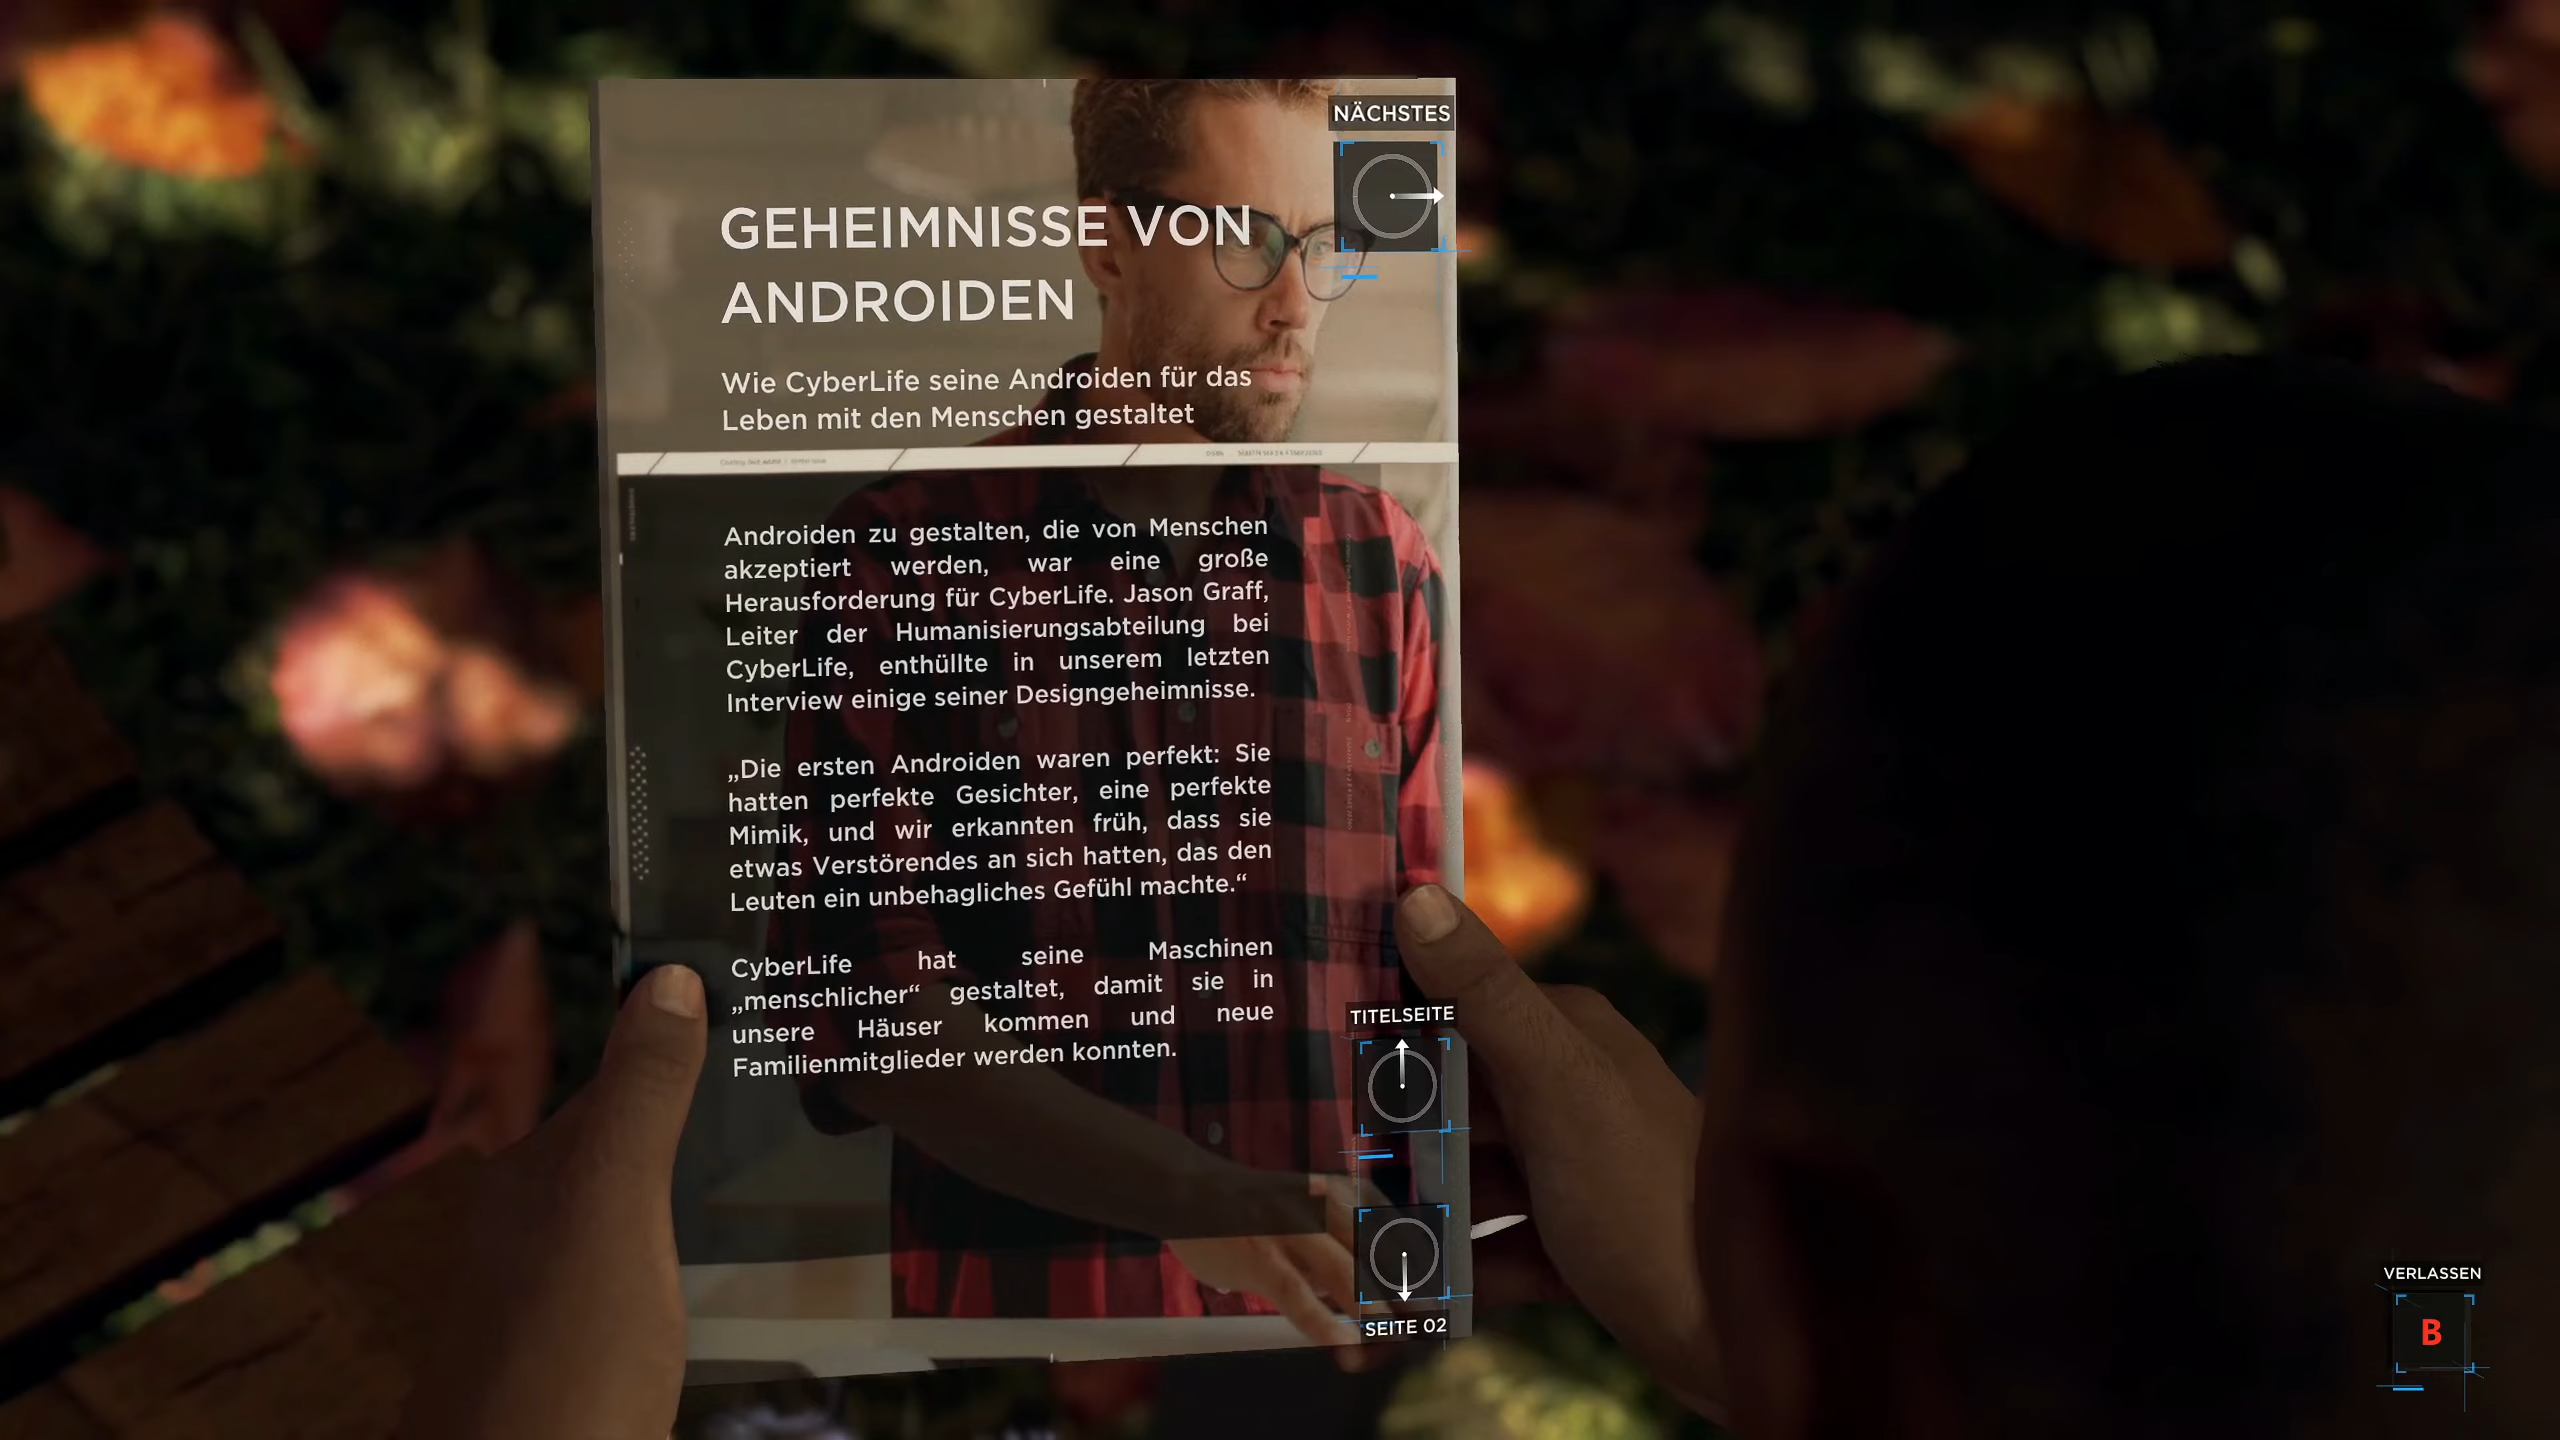 NÄCHSTES
GEHEIMNISSE VON
ANDROIDEN
Wie CyberLife seine Androiden für das
Leben mit den Menschen gestaltet
Androiden zu gestalten, die von Menschen
akzeptiert werden, war eine große
Herausforderung für CyberLife. Jason Graff,
Leiter der Humanisierungsabteilung bei
CyberLife, enthüllte in unserem letzten
Interview einige seiner Designgeheimnisse.
„Die ersten Androiden waren perfekt: Sie
hatten perfekte Gesichter, eine perfekte
Mimik, und wir erkannten früh, dass sie
etwas Verstörendes an sich hatten, das den
Leuten ein unbehagliches Gefühl machte.“
CyberLife hat seine Maschinen
„menschlicher“ gestaltet, damit sie in
unsere Häuser kommen und neue
Familienmitglieder werden konnten.
TITELSEITE
SEITE 02
VERLASSEN
B